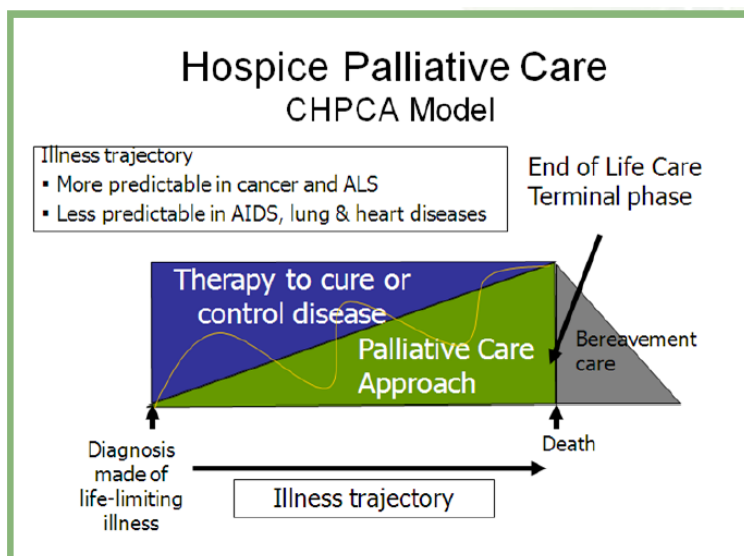 Hospice Palliative Care
CHPCA Model
Illness trajectory
▪ More predictable in cancer and ALS
▪ Less predictable in AIDS, lung & heart diseases
End of Life Care
Terminal phase
Therapy to cure or
control disease
Palliative Care
Approach
Bereavement
care
Diagnosis
made of
life-limiting
illness
Death
Illness trajectory